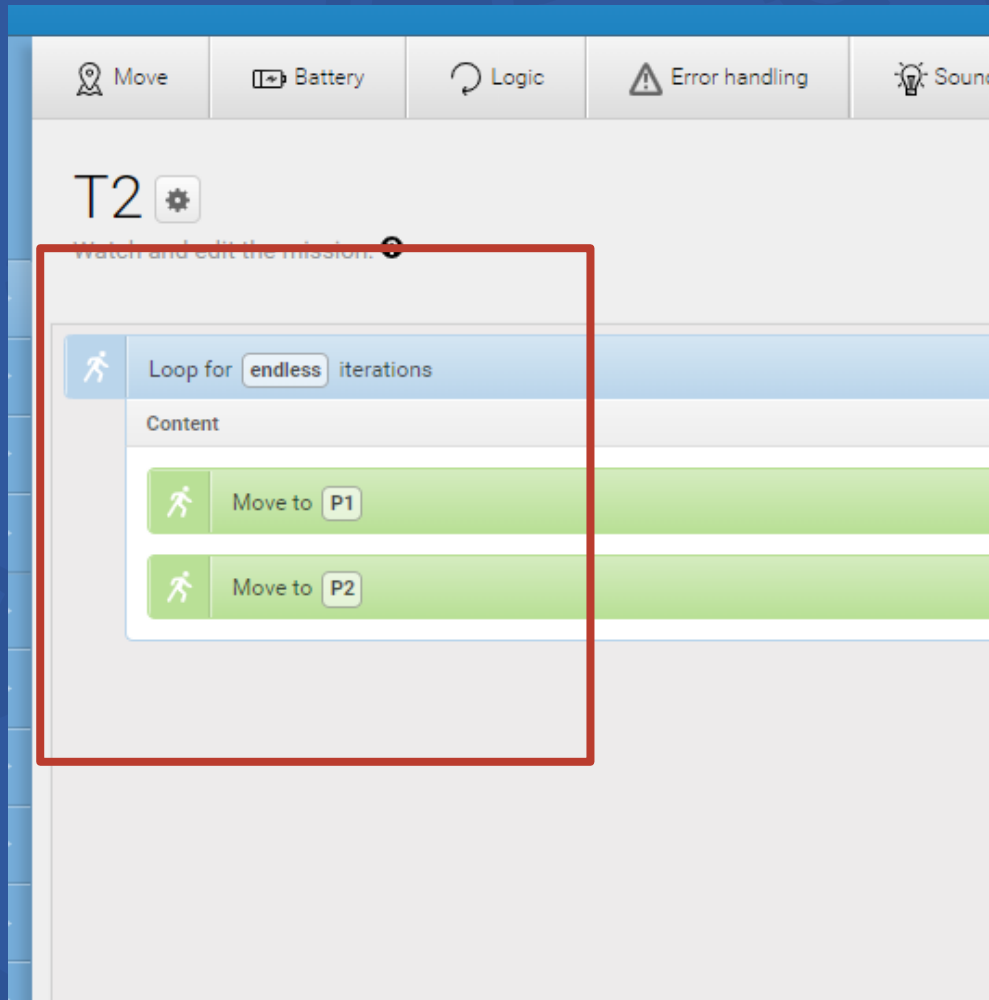 Move Battery Logic Error handling Sound
T2
Watch and edit the mission.
Loop for endless iterations
Content
Move to P1
Move to P2